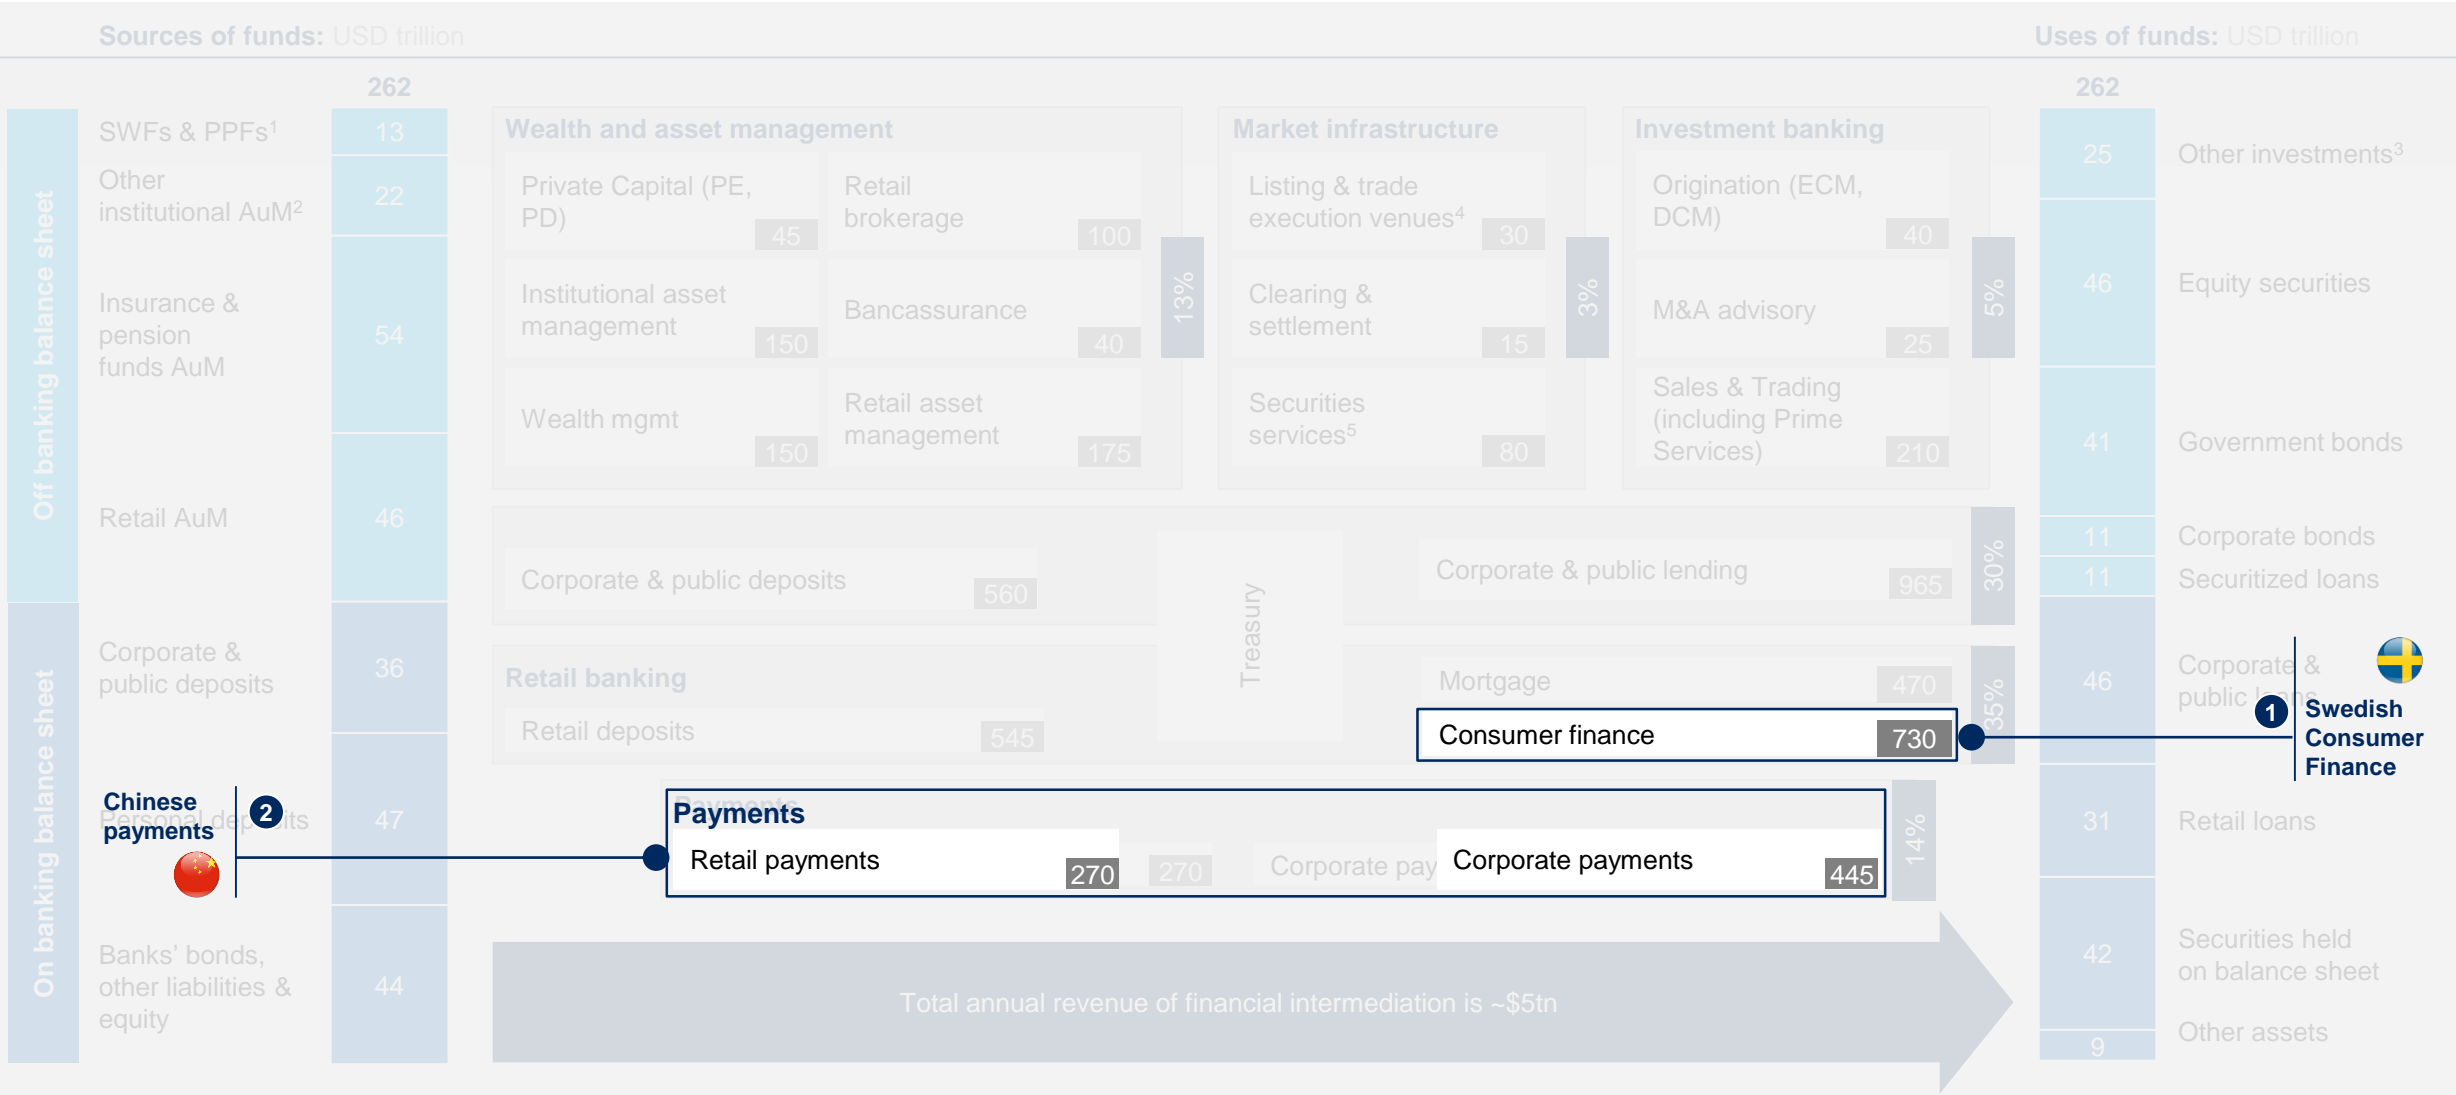 Sources of funds: USD trillion
Uses of funds: USD trillion
262
262
Off banking balance sheet
On banking balance sheet
SWFs & PPFs1
13
Other
institutional AuM2
22
Insurance &
pension
funds AuM
54
Retail AuM
46
Corporate &
public deposits
36
Personal deposits
47
Banks’ bonds,
other liabilities &
equity
44
Chinese
payments
2
Wealth and asset management
Private Capital (PE,
PD)
45
Retail
brokerage
100
Institutional asset
management
150
Bancassurance
40
Wealth mgmt
150
Retail asset
management
175
13%
Market infrastructure
Listing & trade
execution venues4
30
Clearing &
settlement
15
Securities
services5
80
3%
Investment banking
Origination (ECM,
DCM)
40
M&A advisory
25
Sales & Trading
(including Prime
Services)
210
5%
Corporate & public deposits
560
Treasury
Corporate & public lending
965
30%
Retail banking
Retail deposits
545
Mortgage
470
Consumer finance
730
35%
Payments
Payments
Retail payments
270
270
Corporate pay
Corporate payments
445
14%
Total annual revenue of financial intermediation is ~$5tn
25
Other investments3
46
Equity securities
41
Government bonds
11
Corporate bonds
11
Securitized loans
46
Corporate &
public loans
1
Swedish
Consumer
Finance
31
Retail loans
42
Securities held
on balance sheet
9
Other assets